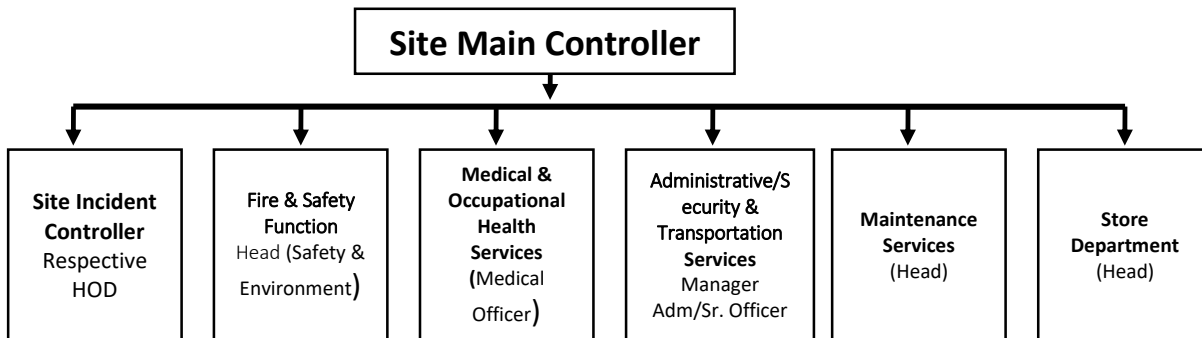 Site Main Controller
Site Incident
Controller
Respective
HOD
Fire & Safety
Function
Head (Safety &
Environment)
Medical &
Occupational
Health
Services
(Medical
Officer)
Administrative/S
ecurity &
Transportation
Services
Manager
Adm/Sr. Officer
Maintenance
Services
(Head)
Store
Department
(Head)